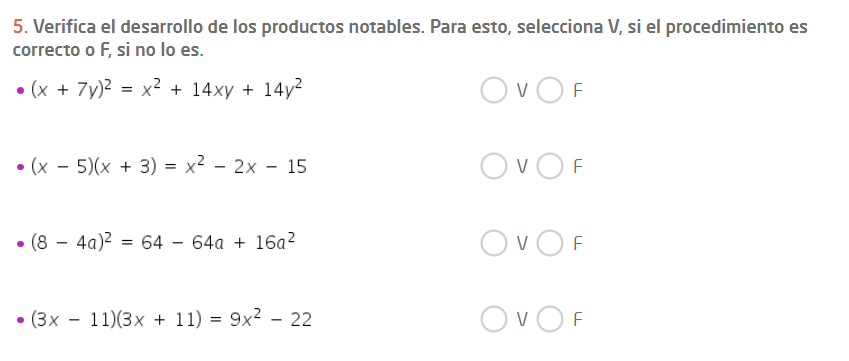 5. Verifica el desarrollo de los productos notables. Para esto, selecciona V, si el procedimiento es
correcto o F, si no lo es.
• (x + 7y)² = x² + 14xy + 14y² V F
• (x − 5)(x + 3) = x² − 2x − 15 V F
• (8 − 4a)² = 64 − 64a + 16a² V F
• (3x − 11)(3x + 11) = 9x² − 22 V F